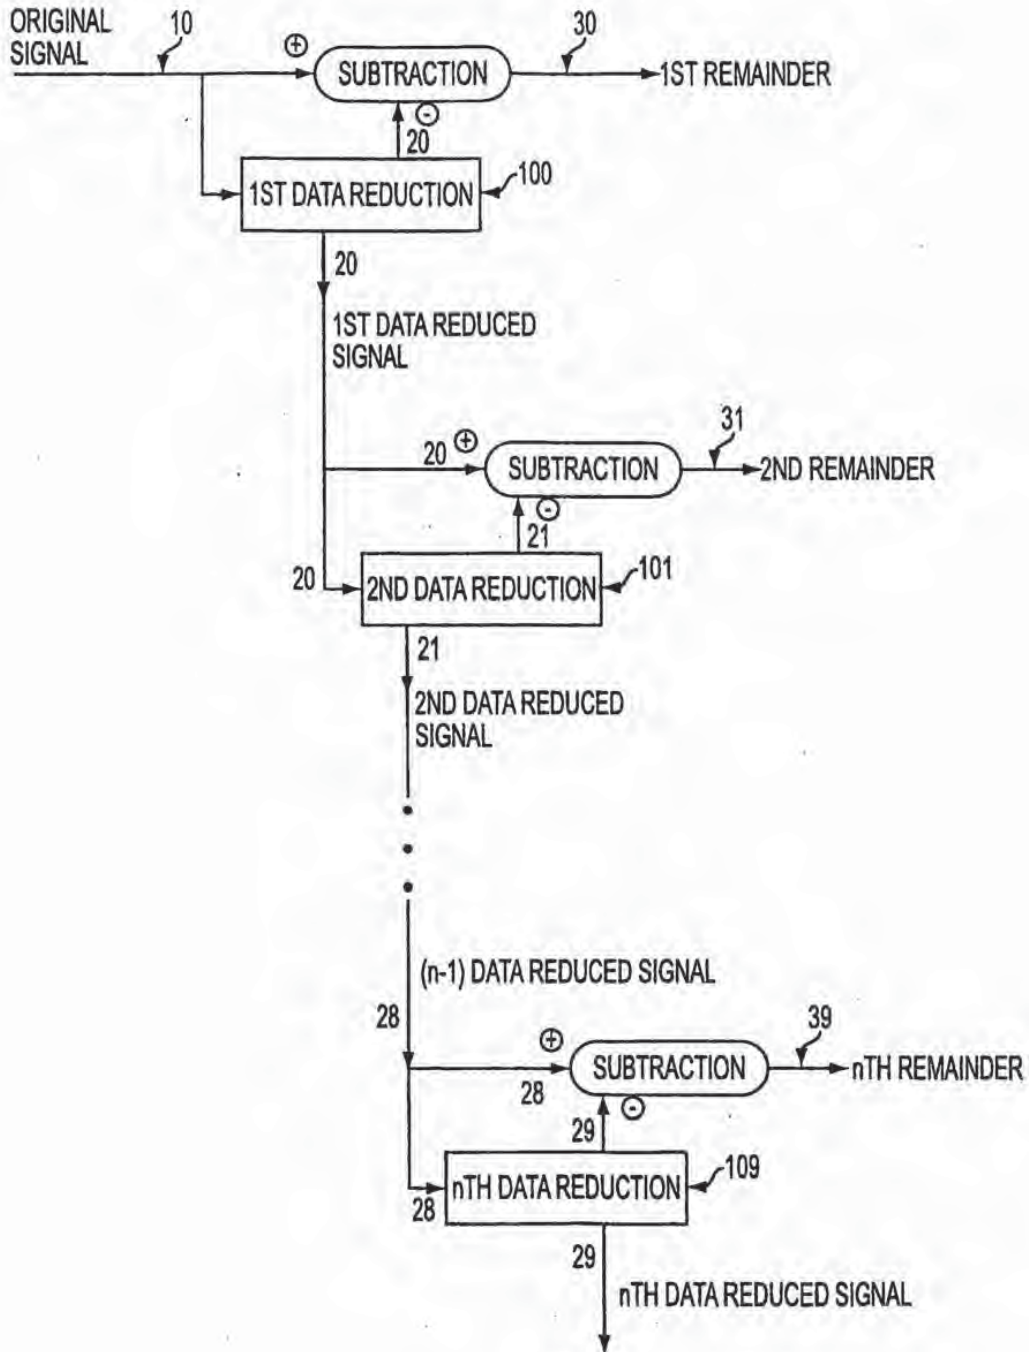 ORIGINAL
SIGNAL
10
⊕
SUBTRACTION
30
1ST REMAINDER
⊖
20
1ST DATA REDUCTION
100
20
1ST DATA REDUCED
SIGNAL
20
⊕
SUBTRACTION
31
2ND REMAINDER
⊖
21
20
2ND DATA REDUCTION
101
21
2ND DATA REDUCED
SIGNAL
(n-1) DATA REDUCED SIGNAL
28
⊕
28
SUBTRACTION
39
nTH REMAINDER
⊖
29
28
nTH DATA REDUCTION
109
29
nTH DATA REDUCED SIGNAL